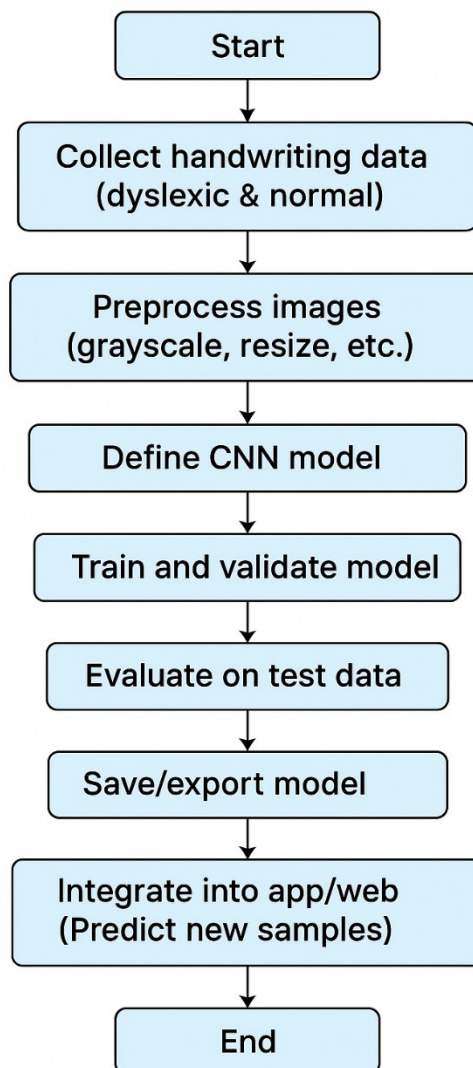 Start
Collect handwriting data
(dyslexic & normal)
Preprocess images
(grayscale, resize, etc.)
Define CNN model
Train and validate model
Evaluate on test data
Save/export model
Integrate into app/web
(Predict new samples)
End